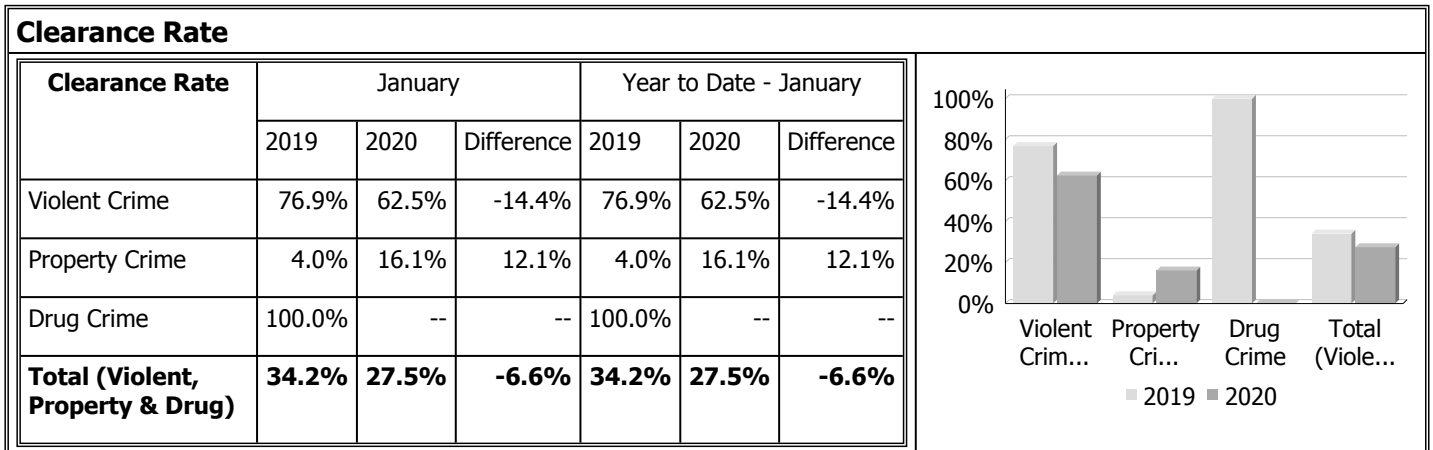 Clearance Rate
Clearance Rate January Year to Date - January
2019 2020 Difference 2019 2020 Difference
Violent Crime 76.9% 62.5% -14.4% 76.9% 62.5% -14.4%
Property Crime 4.0% 16.1% 12.1% 4.0% 16.1% 12.1%
Drug Crime 100.0% -- -- 100.0% -- --
Total (Violent, 34.2% 27.5% -6.6% 34.2% 27.5% -6.6%
Property & Drug)
100%
80%
60%
40%
20%
0%
Violent Property Drug Total
Crim... Cri... Crime (Viole...
2019 2020